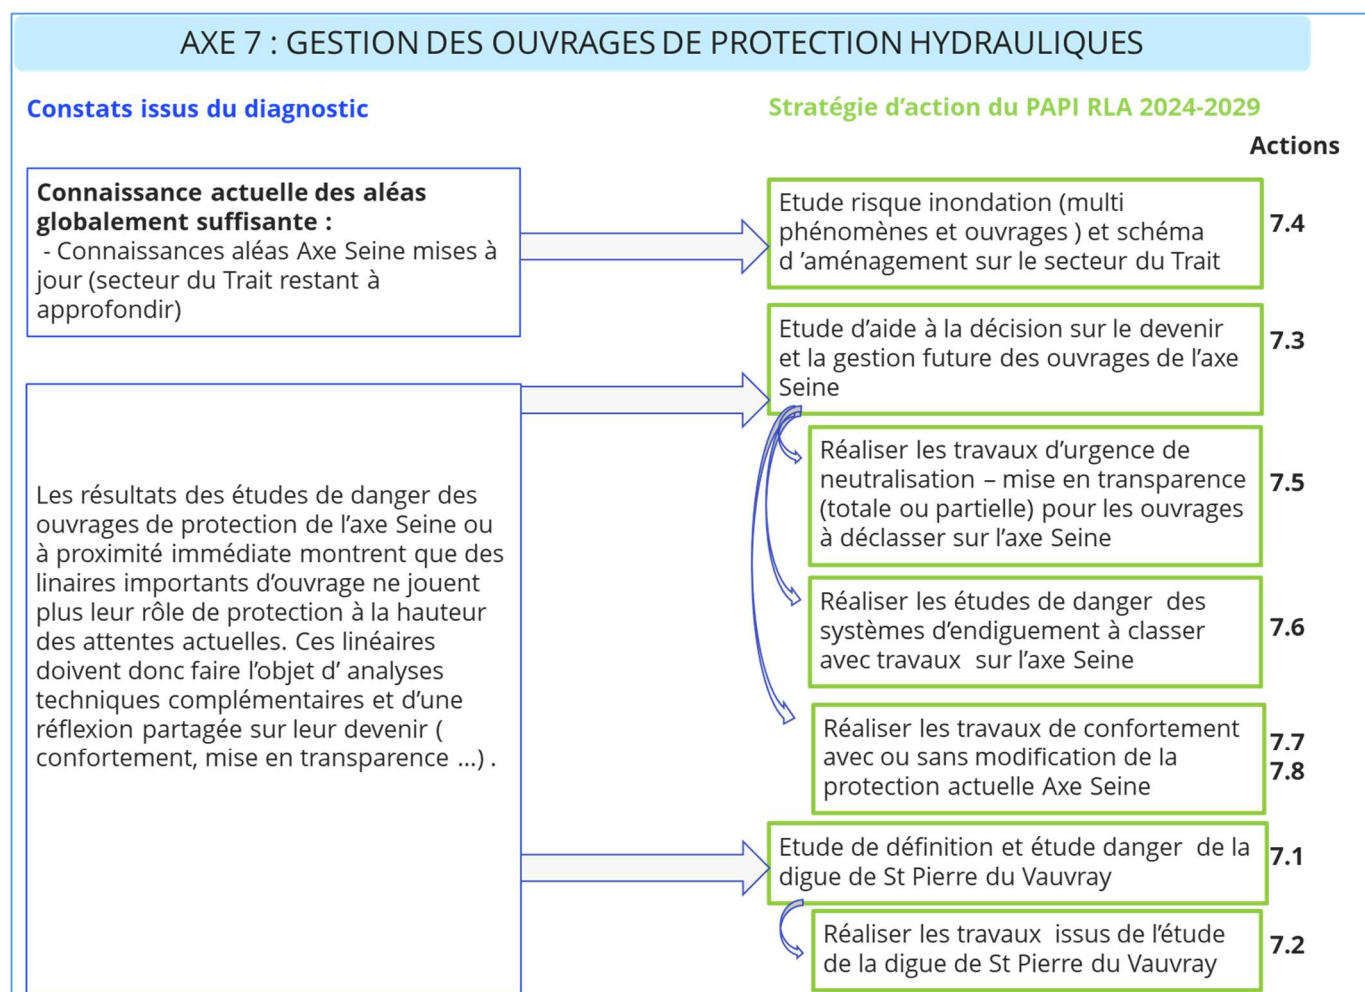 AXE 7 : GESTION DES OUVRAGES DE PROTECTION HYDRAULIQUES
Constats issus du diagnostic
Stratégie d'action du PAPI RLA 2024-2029
Actions
Connaissance actuelle des aléas
globalement suffisante :
- Connaissances aléas Axe Seine mises à
jour (secteur du Trait restant à
approfondir)
Etude risque inondation (multi
phénomènes et ouvrages ) et schéma
d 'aménagement sur le secteur du Trait
7.4
Etude d'aide à la décision sur le devenir
et la gestion future des ouvrages de l'axe
Seine
7.3
Les résultats des études de danger des
ouvrages de protection de l'axe Seine ou
à proximité immédiate montrent que des
linaires importants d'ouvrage ne jouent
plus leur rôle de protection à la hauteur
des attentes actuelles. Ces linéaires
doivent donc faire l'objet d' analyses
techniques complémentaires et d'une
réflexion partagée sur leur devenir (
confortement, mise en transparence ...) .
Réaliser les travaux d'urgence de
neutralisation – mise en transparence
(totale ou partielle) pour les ouvrages
à déclasser sur l'axe Seine
7.5
Réaliser les études de danger des
systèmes d'endiguement à classer
avec travaux sur l'axe Seine
7.6
Réaliser les travaux de confortement
avec ou sans modification de la
protection actuelle Axe Seine
7.7
7.8
Etude de définition et étude danger de la
digue de St Pierre du Vauvray
7.1
Réaliser les travaux issus de l'étude
de la digue de St Pierre du Vauvray
7.2